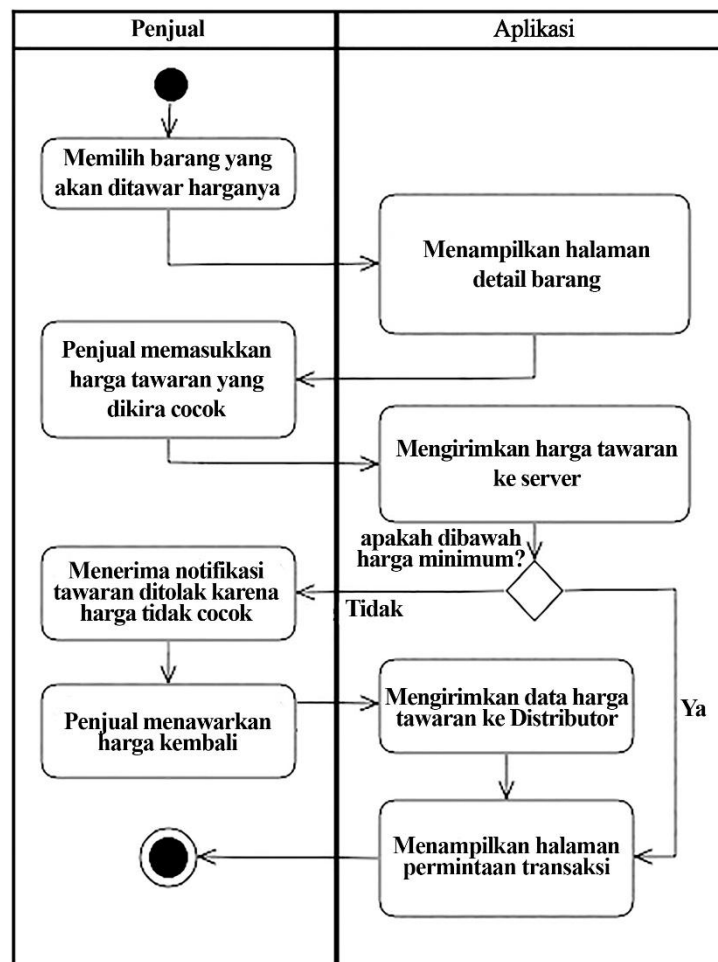 Penjual
Aplikasi
Memilih barang yang
akan ditawar harganya
Menampilkan halaman
detail barang
Penjual memasukkan
harga tawaran yang
dikira cocok
Mengirimkan harga tawaran
ke server
apakah dibawah
harga minimum?
Menerima notifikasi
tawaran ditolak karena
harga tidak cocok
Tidak
Ya
Penjual menawarkan
harga kembali
Mengirimkan data harga
tawaran ke Distributor
Menampilkan halaman
permintaan transaksi